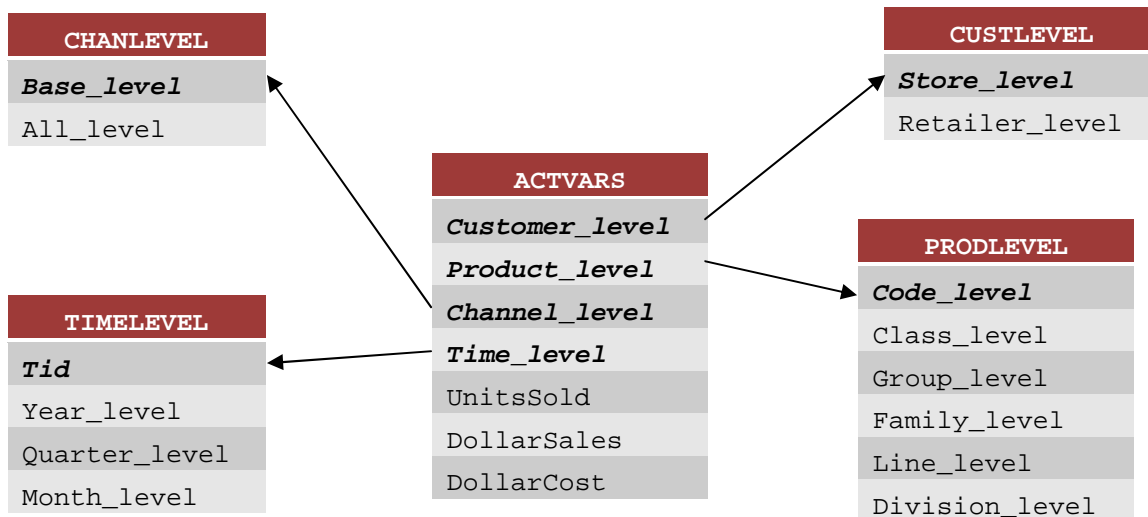 CHANLEVEL
Base_level
All_level
CUSTLEVEL
Store_level
Retailer_level
ACTVARS
Customer_level
Product_level
Channel_level
Time_level
UnitsSold
DollarSales
DollarCost
TIMELEVEL
Tid
Year_level
Quarter_level
Month_level
PRODLEVEL
Code_level
Class_level
Group_level
Family_level
Line_level
Division_level